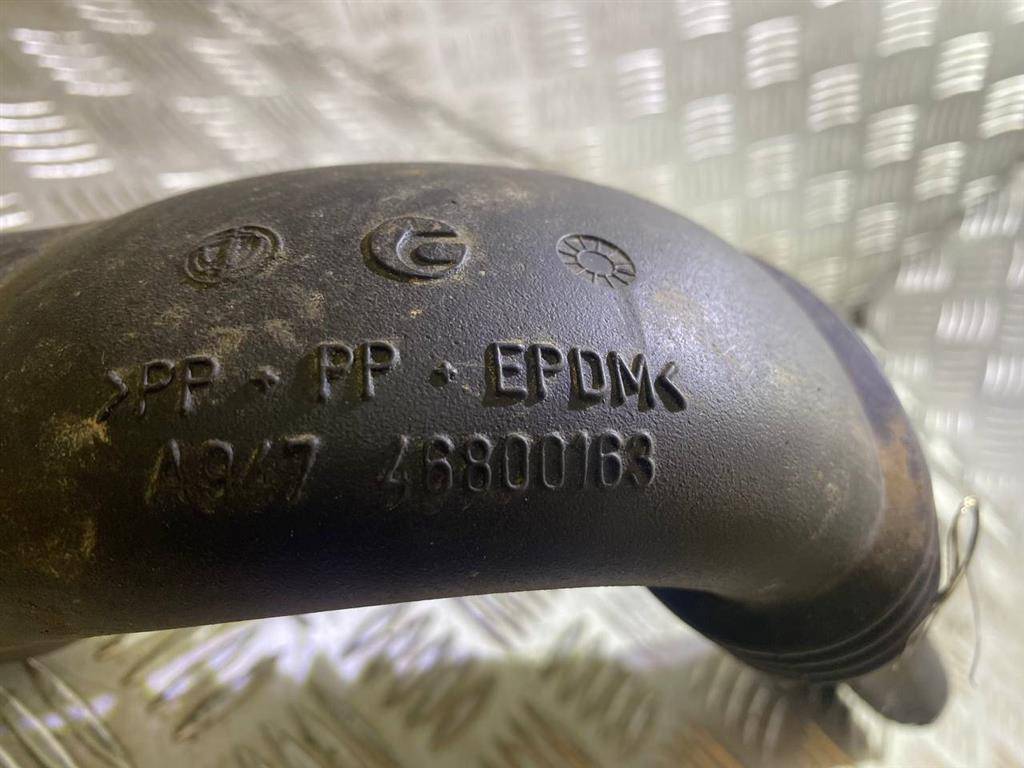 >PP + PP + EPDM<
A947 46800163